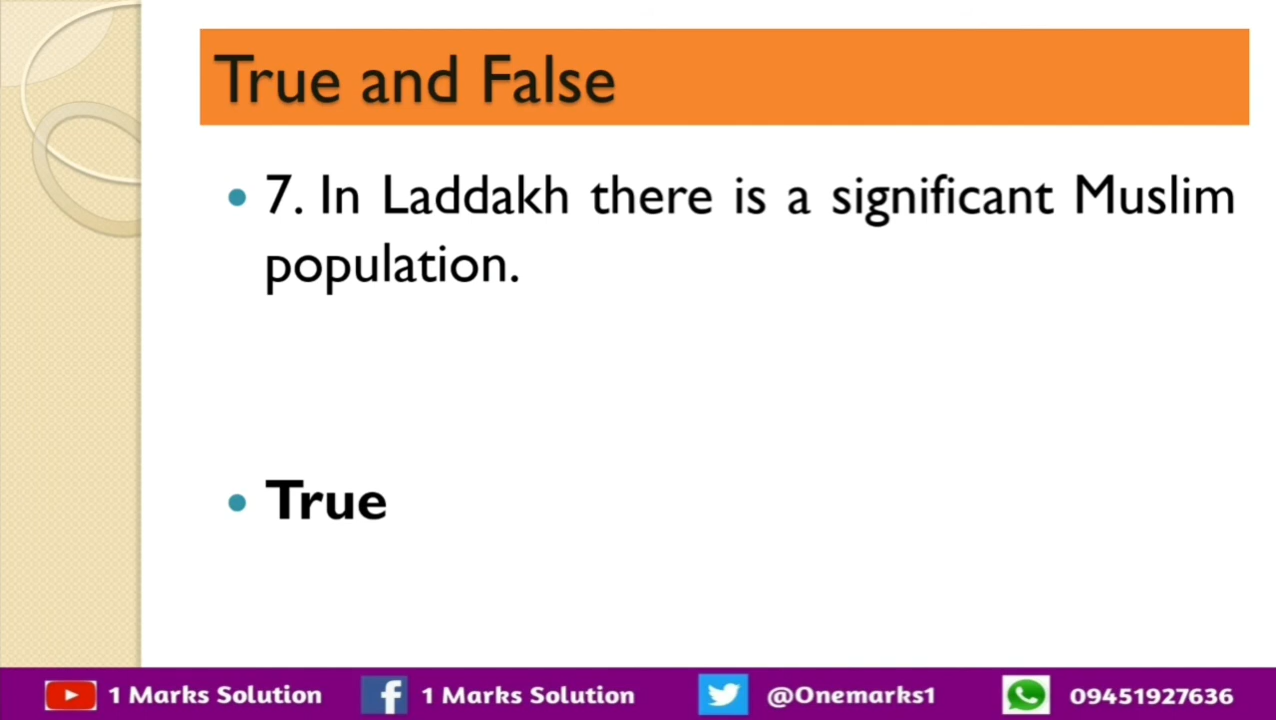 True and False
• 7. In Laddakh there is a significant Muslim
population.
• True
1 Marks Solution 1 Marks Solution @Onemarks1 09451927636